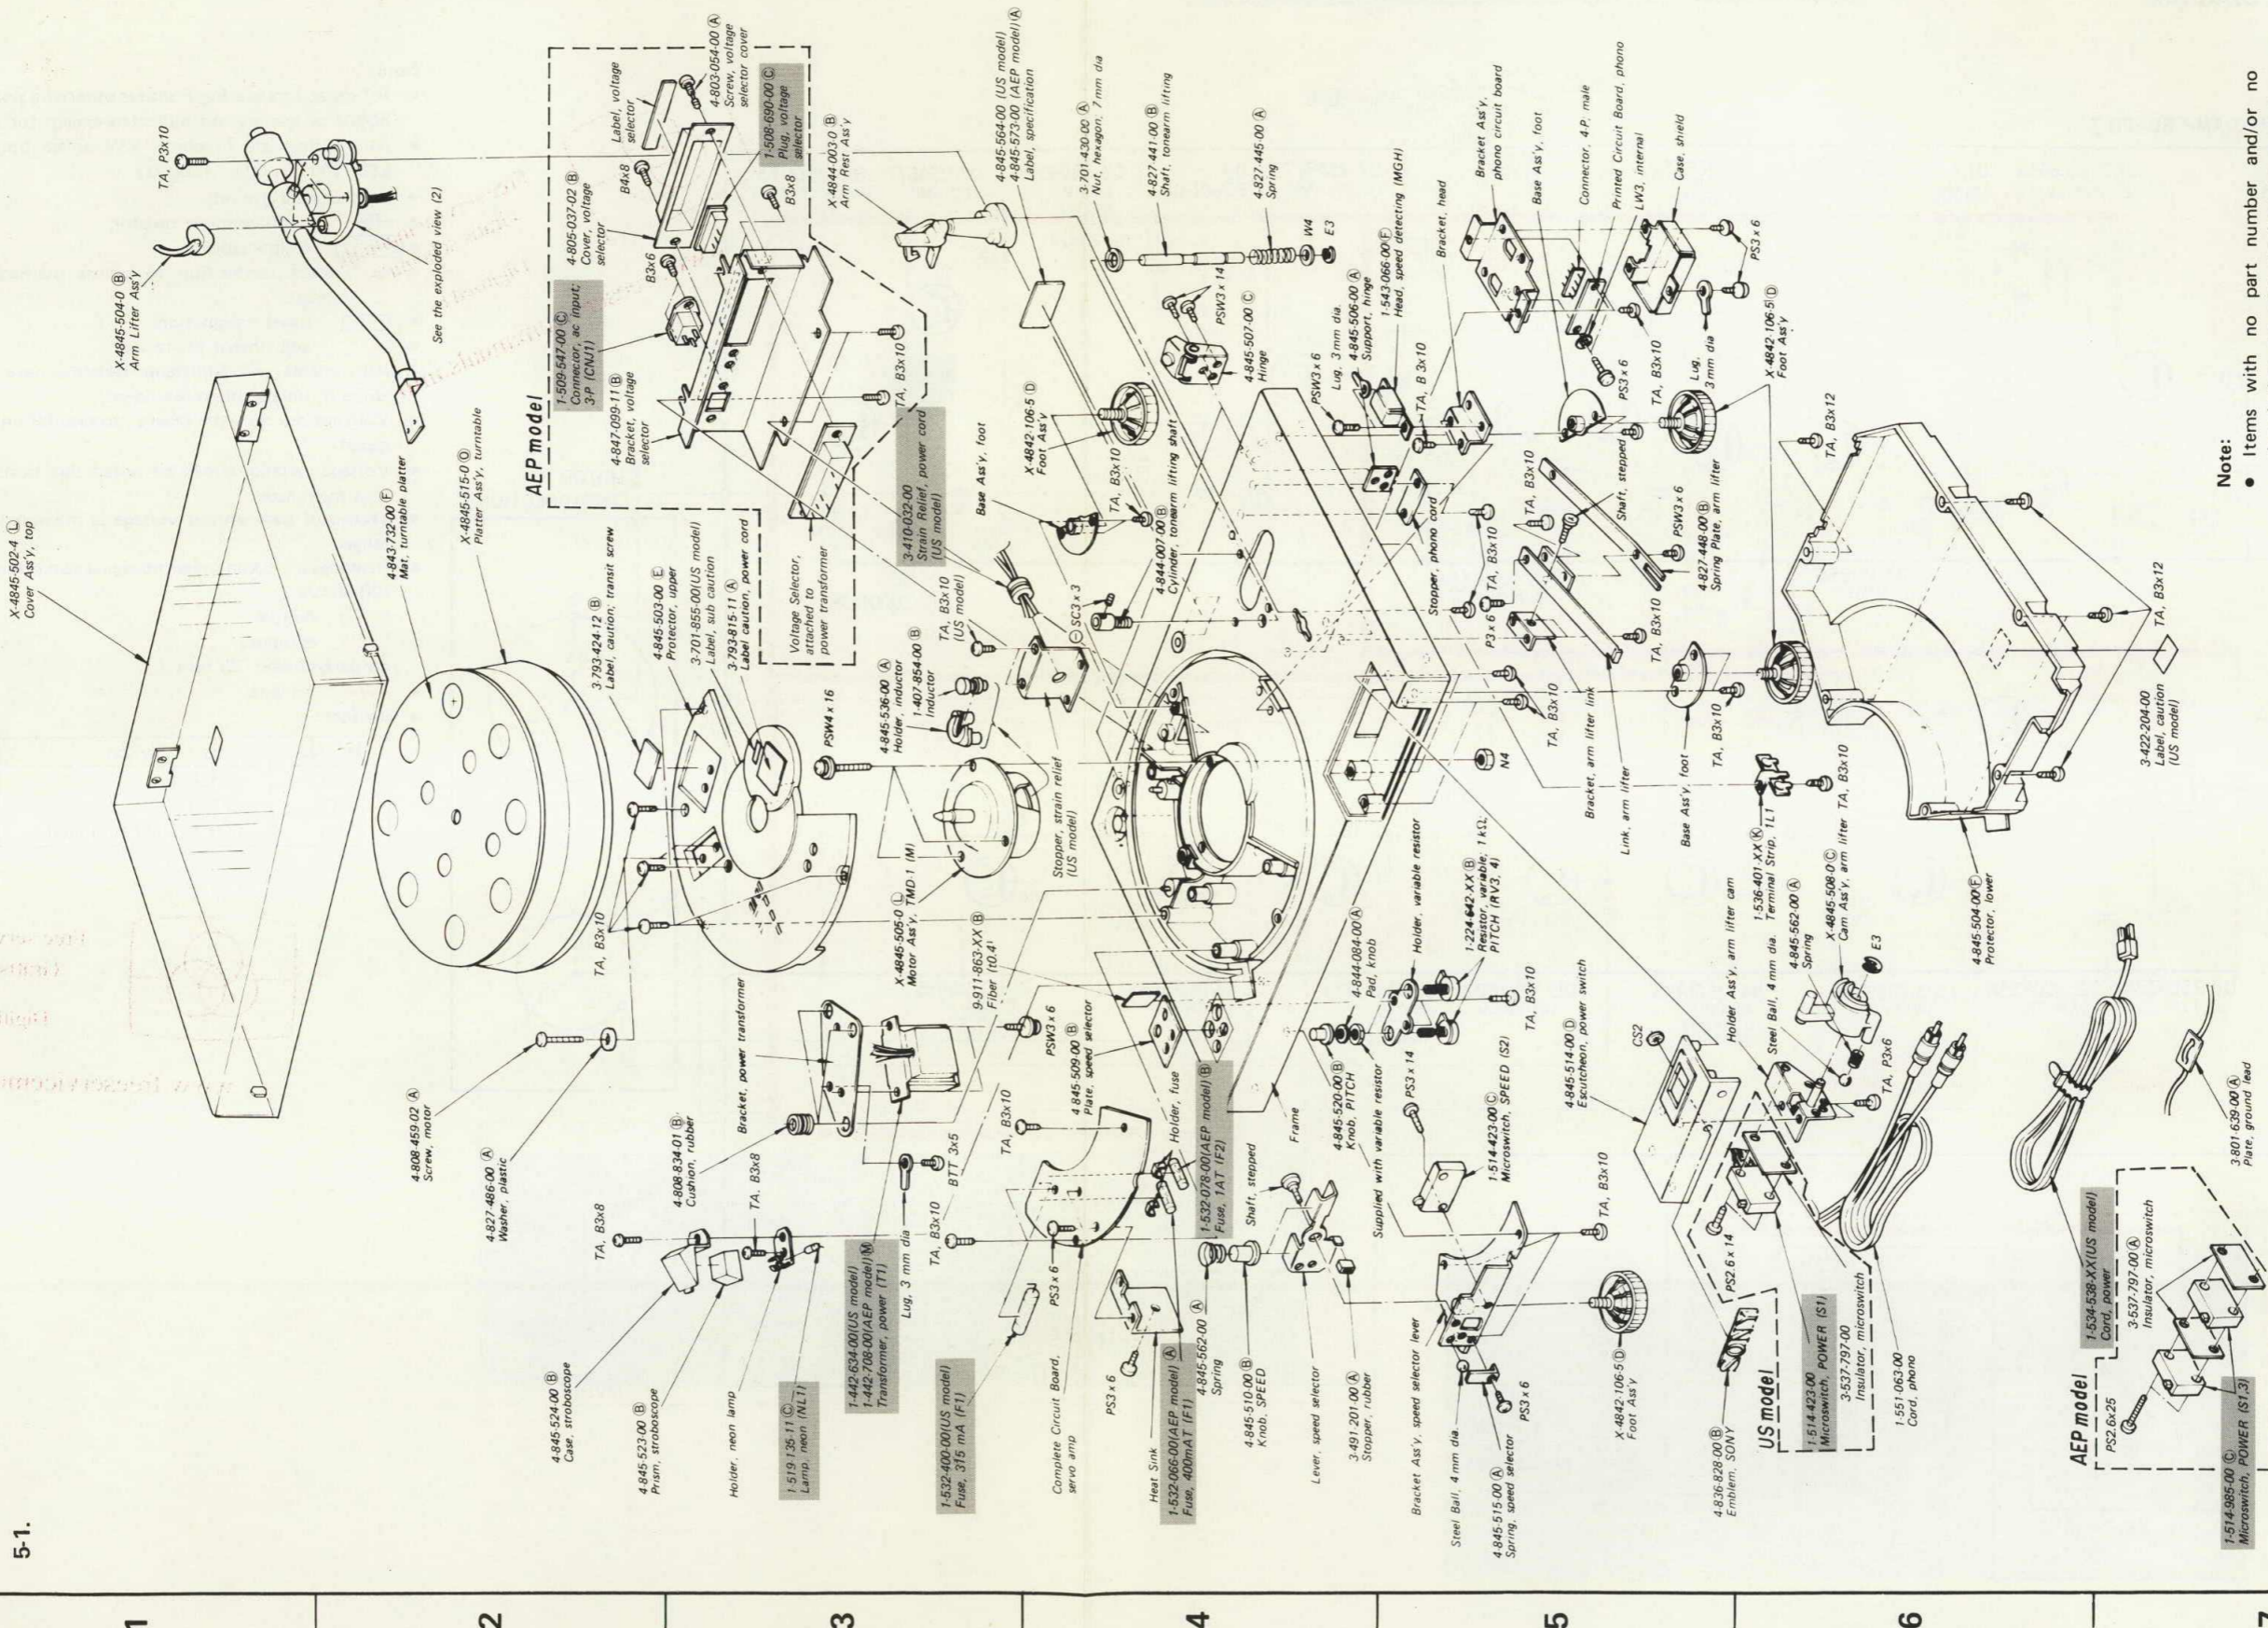 5-1.
1
2
3
4
5
6
X-4845-502-4 Ⓛ
Cover Ass'y, top
X-4845-504-0 Ⓑ
Arm Lifter Ass'y
TA, P3x10
See the exploded view (2)
4-843-732-00 Ⓕ
Mat, turntable platter
X-4845-515-0
Platter Ass'y, turntable
4-808-459-02 Ⓐ
Screw, motor
4-827-486-00 Ⓐ
Washer, plastic
TA, B3x10
3-793-424-12 Ⓑ
Label, caution; transit screw
4-845-503-00 Ⓔ
Protector, upper
3-701-855-00(US model)
Label, sub caution
3-793-815-11 Ⓐ
Label caution, power cord
AEP model
1-509-547-00 Ⓒ
Connector, ac input;
3-P (CNJ1)
4-847-099-11 Ⓑ
Bracket, voltage
selector
4-805-037-02 Ⓑ
Cover, voltage
selector
B3x6
B4x8
Label, voltage
selector
4-803-054-00 Ⓐ
Screw, voltage
selector cover
1-508-690-00 Ⓒ
Plug, voltage
selector
B3x8
TA, B3x10
Voltage Selector,
attached to
power transformer
3-410-032-00
Strain Relief, power cord
(US model)
X-4844-003-0 Ⓑ
Arm Rest Ass'y
4-845-564-00 (US model)
4-845-573-00 (AEP model) Ⓐ
Label, specification
3-701-430-00 Ⓐ
Nut, hexagon, 7 mm dia
4-827-441-00 Ⓑ
Shaft, tonearm lifting
4-827-445-00 Ⓐ
Spring
W4
E3
TA, B3x8
4-845-524-00 Ⓑ
Case, stroboscope
4-845-523-00 Ⓑ
Prism, stroboscope
Holder, neon lamp
1-519-135-11 Ⓒ
Lamp, neon (NL1)
4-808-834-01 Ⓑ
Cushion, rubber
TA, B3x8
Bracket, power transformer
1-442-634-00(US model)
1-442-708-00(AEP model) Ⓜ
Transformer, power (T1)
Lug, 3 mm dia
BTT 3x5
PSW3 x 6
PSW4 x 16
X-4845-505-0 Ⓛ
Motor Ass'y, TMD-1 (M)
4-845-536-00 Ⓐ
Holder, inductor
1-407-854-00 Ⓑ
Inductor
TA, B3x10
(US model)
Stopper, strain relief
(US model)
Base Ass'y, foot
X-4842-106-5 Ⓓ
Foot Ass'y
TA, B3x10
⊖ SC3 x 3
4-844-007-00 Ⓑ
Cylinder, tonearm lifting shaft
PSW3 x 14
4-845-507-00 Ⓒ
Hinge
4-845-506-00 Ⓐ
Support, hinge
Lug, 3 mm dia.
PSW3 x 6
1-543-066-00 Ⓕ
Head, speed detecting (MGH)
TA, B 3x10
Bracket, head
Bracket Ass'y,
phono circuit board
Base Ass'y, foot
Connector, 4-P, male
Printed Circuit Board, phono
LW3, internal
Case, shield
PS3 x 6
PS3 x 6
TA, B3x10
Lug,
3 mm dia
X-4842-106-5 Ⓓ
Foot Ass'y
9-911-863-XX Ⓑ
Fiber (t0.4)
4-845-509-00 Ⓑ
Plate, speed selector
TA, B3x10
TA, B3x10
1-532-400-00(US model)
Fuse, 315 mA (F1)
Complete Circuit Board,
servo amp
PS3 x 6
PS3 x 6
Heat Sink
1-532-066-00(AEP model) Ⓐ
Fuse, 400mAT (F1)
Holder, fuse
1-532-078-00(AEP model) Ⓑ
Fuse, 1AT (F2)
4-845-562-00 Ⓐ
Spring
4-845-510-00 Ⓑ
Knob, SPEED
Shaft, stepped
Lever, speed selector
3-491-201-00 Ⓐ
Stopper, rubber
Frame
4-845-520-00 Ⓑ
Knob, PITCH
Supplied with variable resistor
4-844-084-00 Ⓐ
Pad, knob
Holder, variable resistor
1-224-642-XX Ⓑ
Resistor, variable; 1 kΩ;
PITCH (RV3, 4)
TA, B3x10
PS3 x 14
1-514-423-00 Ⓒ
Microswitch, SPEED (S2)
Bracket Ass'y, speed selector lever
Steel Ball, 4 mm dia.
4-845-515-00 Ⓐ
Spring, speed selector
PS3 x 6
TA, B3x10
X-4842-106-5 Ⓓ
Foot Ass'y
N4
TA, B3x10
Stopper, phono cord
TA, B3x10
P3 x 6
TA, B3x10
TA, B3x10
Shaft, stepped
PSW3 x 6
4-827-448-00 Ⓑ
Spring Plate, arm lifter
TA, B3x10
Bracket, arm lifter link
Link, arm lifter
Base Ass'y, foot
TA, B3x10
4-845-514-00 Ⓓ
Escutcheon, power switch
CS2
Holder Ass'y, arm lifter cam
Steel Ball, 4 mm dia.
1-536-401-XX Ⓚ
Terminal Strip, 1L1
4-845-562-00 Ⓐ
Spring
X-4845-508-0 Ⓒ
Cam Ass'y, arm lifter
TA, B3x10
E3
TA, P3x6
4-836-828-00 Ⓑ
Emblem, SONY
SONY
US model
PS2.6 x 14
1-514-423-00
Microswitch, POWER (S1)
3-537-797-00
Insulator, microswitch
1-551-063-00
Cord, phono
TA, B3x12
TA, B3x12
4-845-504-00 Ⓕ
Protector, lower
3-422-204-00
Label, caution
(US model)
1-534-538-XX(US model)
Cord, power
3-801-639-00 Ⓐ
Plate, ground lead
AEP model
PS2.6x25
3-537-797-00 Ⓐ
Insulator, microswitch
1-514-985-00 Ⓒ
Microswitch, POWER (S1,3)
Note:
• Items with no part number and/or no